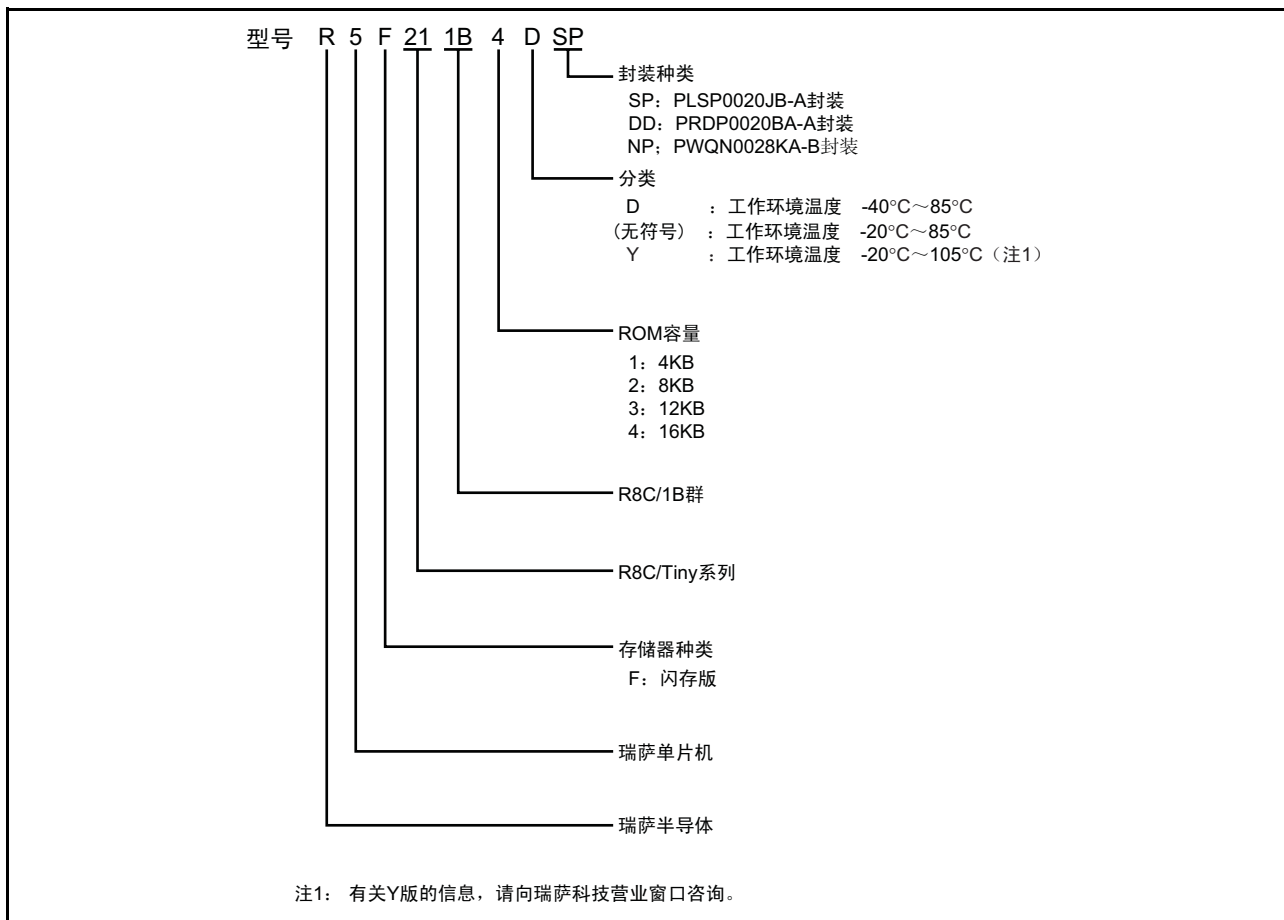 型号 R 5 F 21 1B 4 D SP
封装种类
SP：PLSP0020JB-A封装
DD：PRDP0020BA-A封装
NP；PWQN0028KA-B封装
分类
D ：工作环境温度 -40°C～85°C
(无符号) ：工作环境温度 -20°C～85°C
Y ：工作环境温度 -20°C～105°C（注1）
ROM容量
1：4KB
2：8KB
3：12KB
4：16KB
R8C/1B群
R8C/Tiny系列
存储器种类
F：闪存版
瑞萨单片机
瑞萨半导体
注1： 有关Y版的信息，请向瑞萨科技营业窗口咨询。